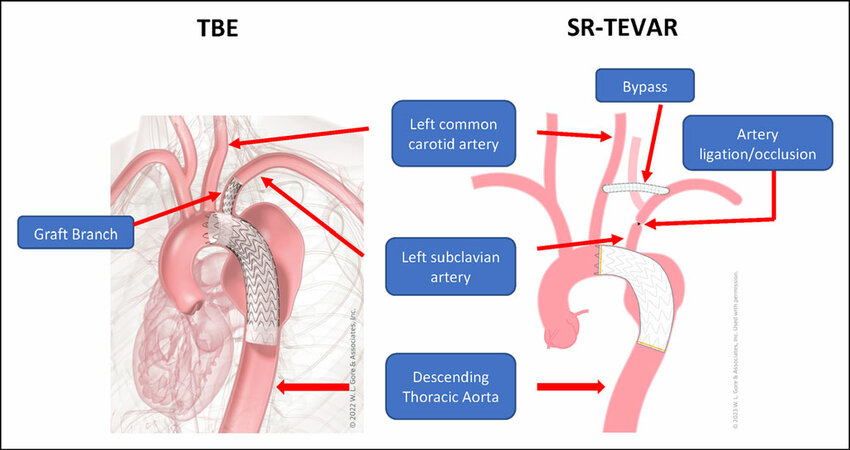 TBE
SR-TEVAR
Bypass
Left common
carotid artery
Artery
ligation/occlusion
Graft Branch
Left subclavian
artery
Descending
Thoracic Aorta
© 2022 W. L. Gore & Associates, Inc.
© 2023 W. L. Gore & Associates, Inc. Used with permission.